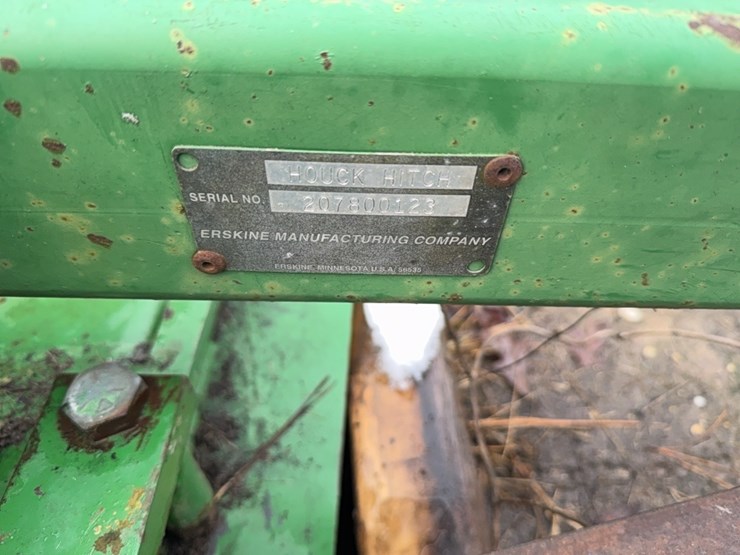 HOUCK HITCH
SERIAL NO. 207800123
ERSKINE MANUFACTURING COMPANY
ERSKINE, MINNESOTA U.S.A. 56535